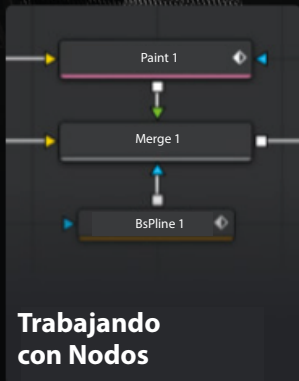 Paint 1
Merge 1
BsPline 1
Trabajando
con Nodos